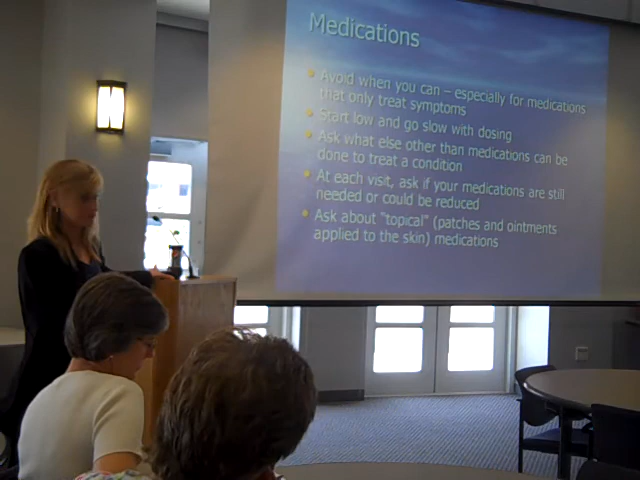 Medications
Avoid when you can – especially for medications
that only treat symptoms
Start low and go slow with dosing
Ask what else other than medications can be
done to treat a condition
At each visit, ask if your medications are still
needed or could be reduced
Ask about "topical" (patches and ointments
applied to the skin) medications